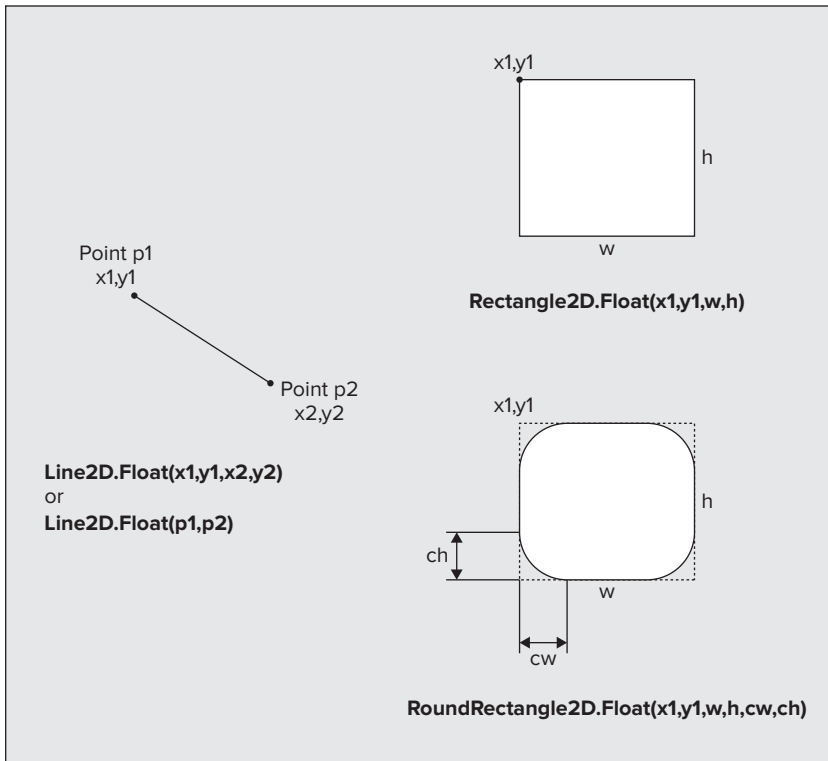 Point p1
x1,y1
Point p2
x2,y2
Line2D.Float(x1,y1,x2,y2)
or
Line2D.Float(p1,p2)
x1,y1
h
w
Rectangle2D.Float(x1,y1,w,h)
x1,y1
h
ch
w
cw
RoundRectangle2D.Float(x1,y1,w,h,cw,ch)